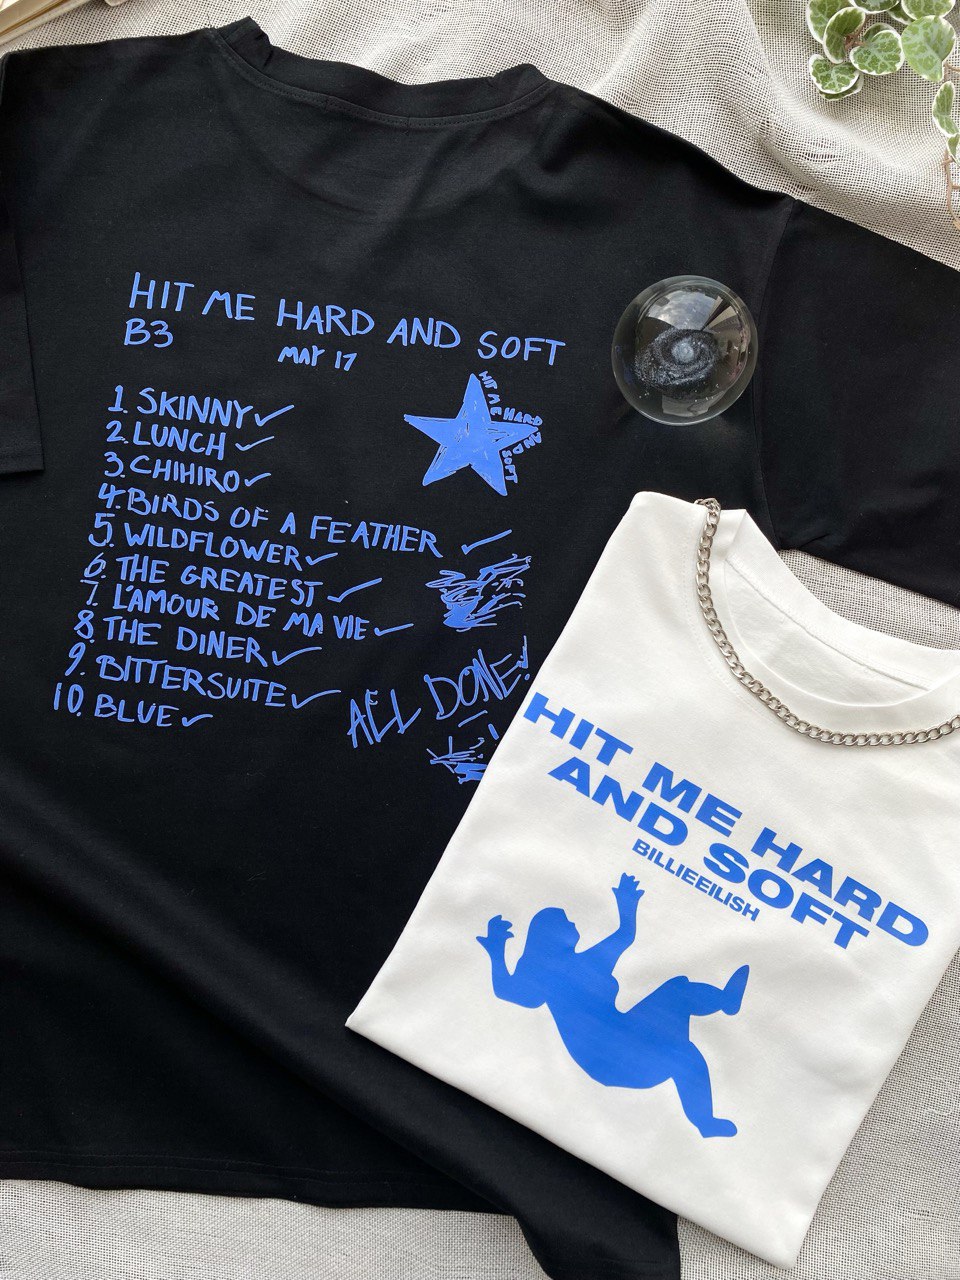 HIT ME HARD AND SOFT
B3
MAY 17
HIT ME HARD AND SOFT
1. SKINNY✓
2. LUNCH ✓
3. CHIHIRO✓
4. BIRDS OF A FEATHER ✓
5. WILDFLOWER✓
6. THE GREATEST ✓
7. L'AMOUR DE MA VIE✓
8. THE DINER✓
9. BITTERSUITE✓
10. BLUE✓
ALL DONE!
HIT ME HARD
AND SOFT
BILLIEEILISH